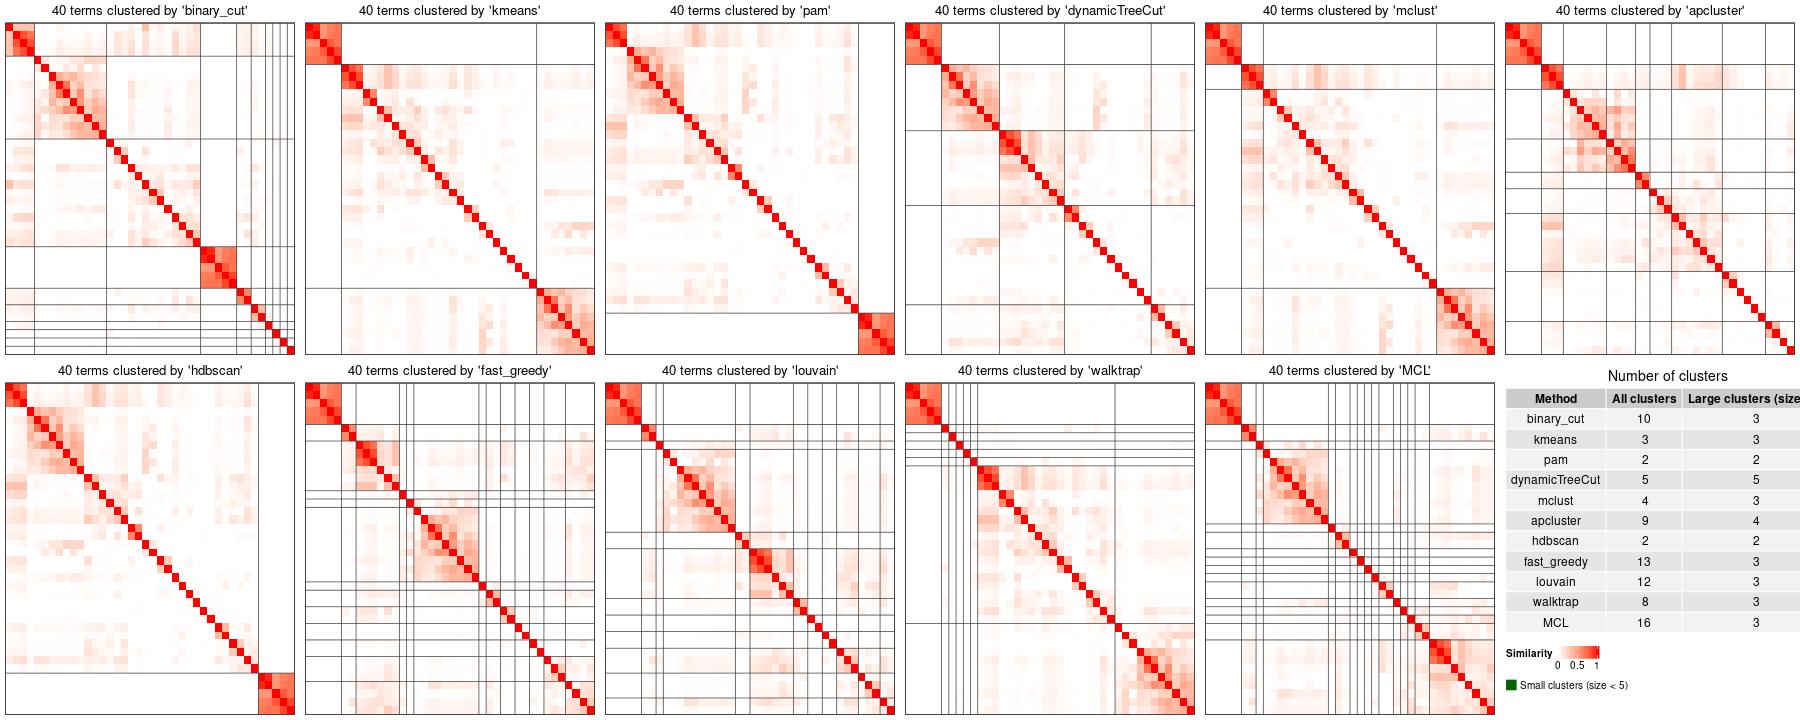 40 terms clustered by 'binary_cut'
40 terms clustered by 'kmeans'
40 terms clustered by 'pam'
40 terms clustered by 'dynamicTreeCut'
40 terms clustered by 'mclust'
40 terms clustered by 'apcluster'
40 terms clustered by 'hdbscan'
40 terms clustered by 'fast_greedy'
40 terms clustered by 'louvain'
40 terms clustered by 'walktrap'
40 terms clustered by 'MCL'
Number of clusters
Method All clusters Large clusters (size
binary_cut 10 3
kmeans 3 3
pam 2 2
dynamicTreeCut 5 5
mclust 4 3
apcluster 9 4
hdbscan 2 2
fast_greedy 13 3
louvain 12 3
walktrap 8 3
MCL 16 3
Similarity
0 0.5 1
Small clusters (size < 5)